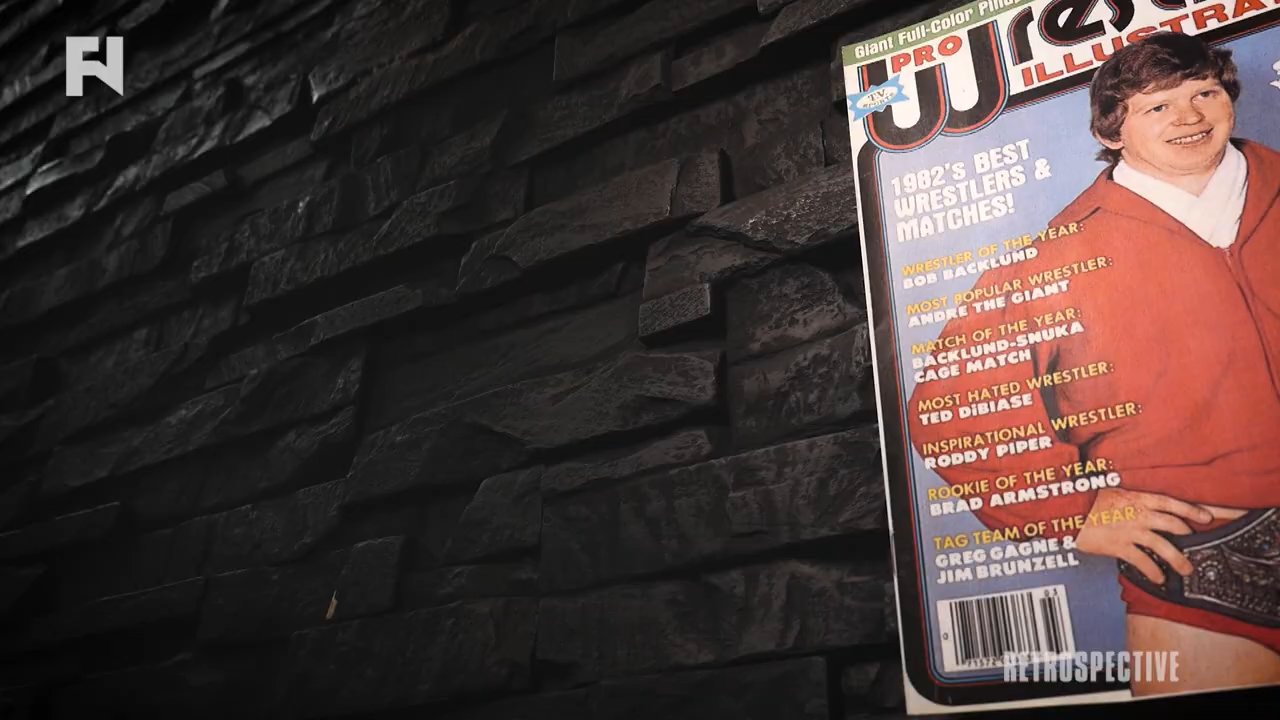 FN
Giant Full-Color
PRO
ILLUSTRA
1982'S BEST
WRESTLERS &
MATCHES!
WRESTLER OF THE YEAR:
BOB BACKLUND
MOST POPULAR WRESTLER:
ANDRE THE GIANT
MATCH OF THE YEAR:
BACKLUND-SNUKA
CAGE MATCH
MOST HATED WRESTLER:
TED DiBIASE
INSPIRATIONAL WRESTLER:
RODDY PIPER
ROOKIE OF THE YEAR:
BRAD ARMSTRONG
TAG TEAM OF THE YEAR:
GREG GAGNE &
JIM BRUNZELL
03
RETROSPECTIVE